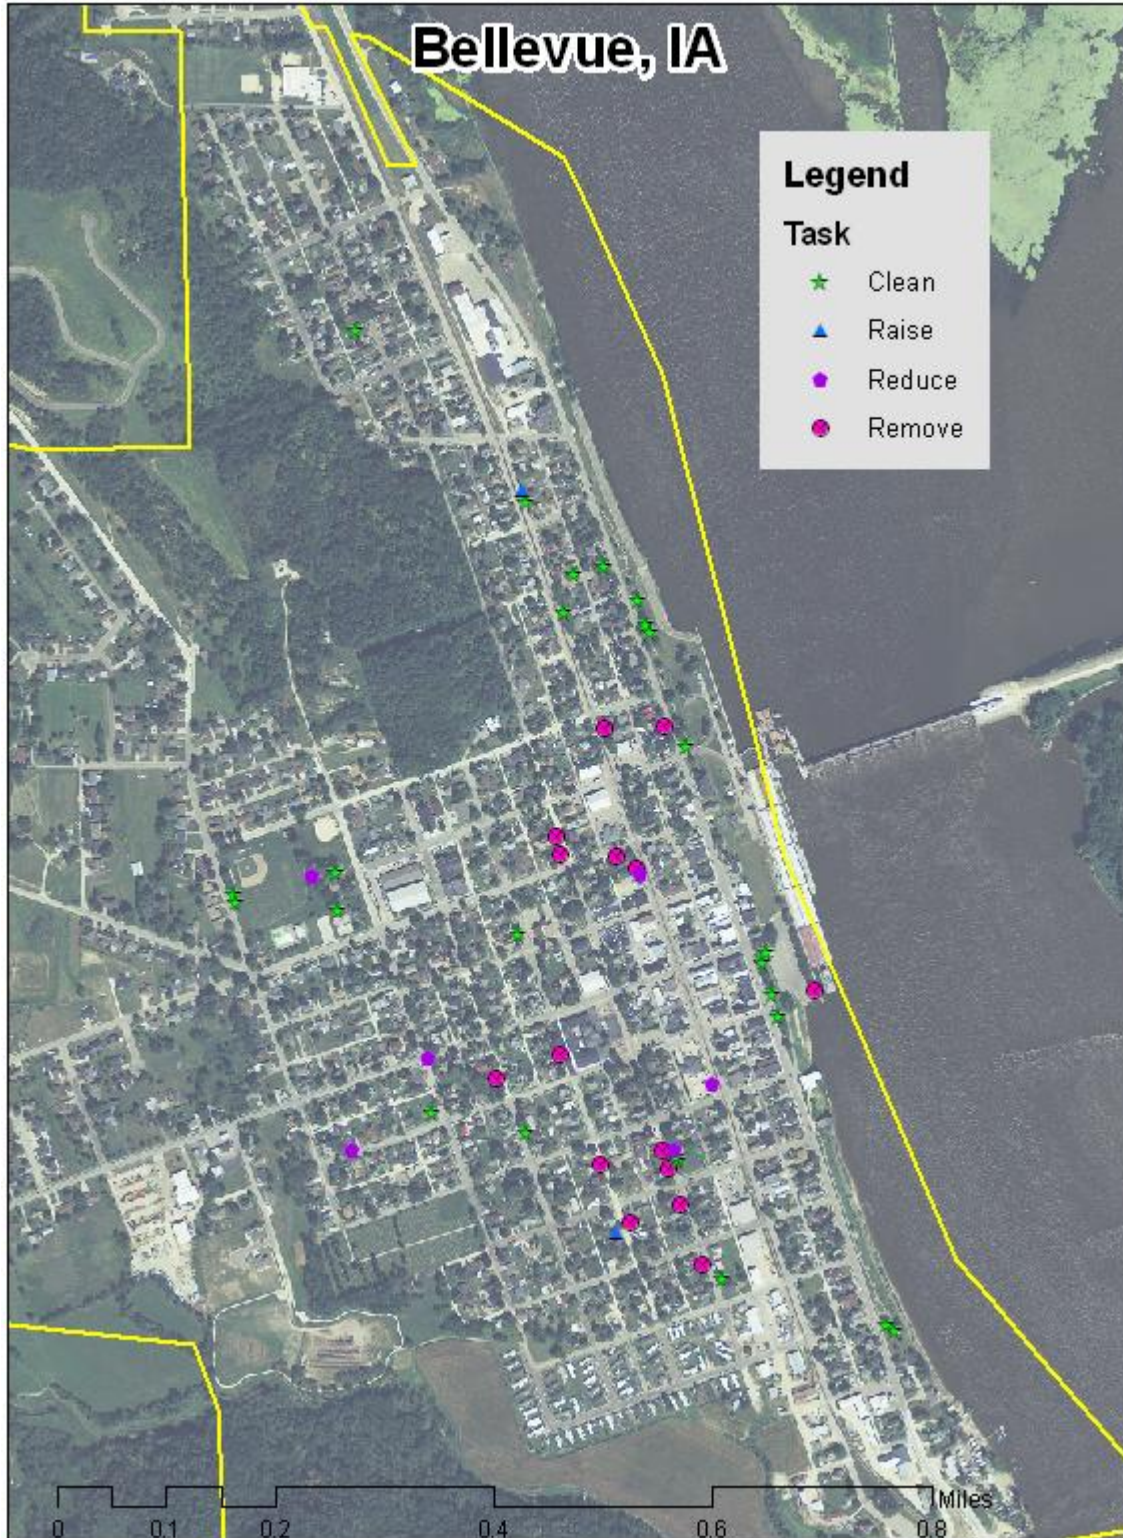 Bellevue, IA
Legend
Task
Clean
Raise
Reduce
Remove
Miles
0 0.1 0.2 0.4 0.6 0.8